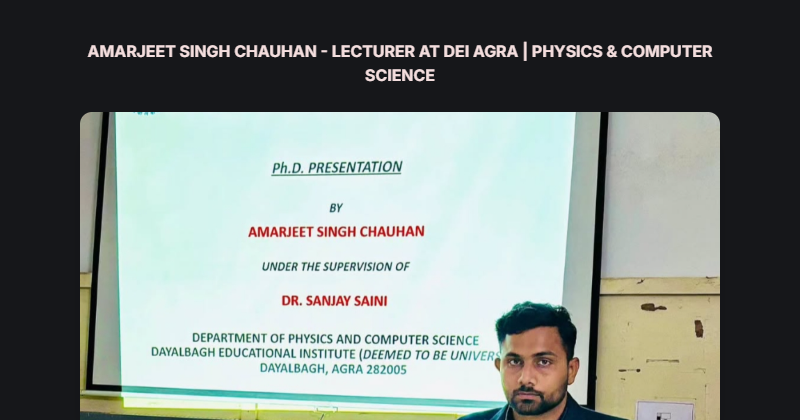 AMARJEET SINGH CHAUHAN - LECTURER AT DEI AGRA | PHYSICS & COMPUTER
SCIENCE
Ph.D. PRESENTATION
BY
AMARJEET SINGH CHAUHAN
UNDER THE SUPERVISION OF
DR. SANJAY SAINI
DEPARTMENT OF PHYSICS AND COMPUTER SCIENCE
DAYALBAGH EDUCATIONAL INSTITUTE (DEEMED TO BE UNIVERS
DAYALBAGH, AGRA 282005